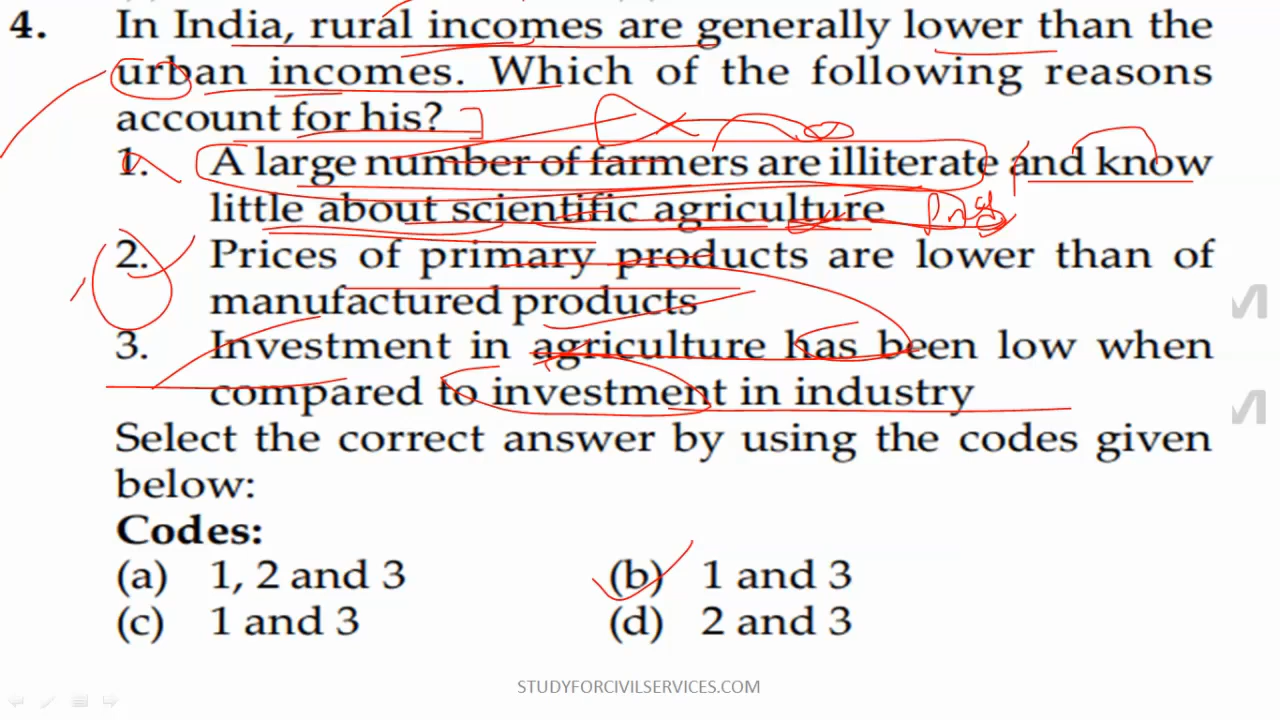 4. In India, rural incomes are generally lower than the
urban incomes. Which of the following reasons
account for his?
1. A large number of farmers are illiterate and know
little about scientific agriculture
2. Prices of primary products are lower than of
manufactured products
3. Investment in agriculture has been low when
compared to investment in industry
Select the correct answer by using the codes given
below:
Codes:
(a) 1, 2 and 3 (b) 1 and 3
(c) 1 and 3 (d) 2 and 3
STUDYFORCIVILSERVICES.COM